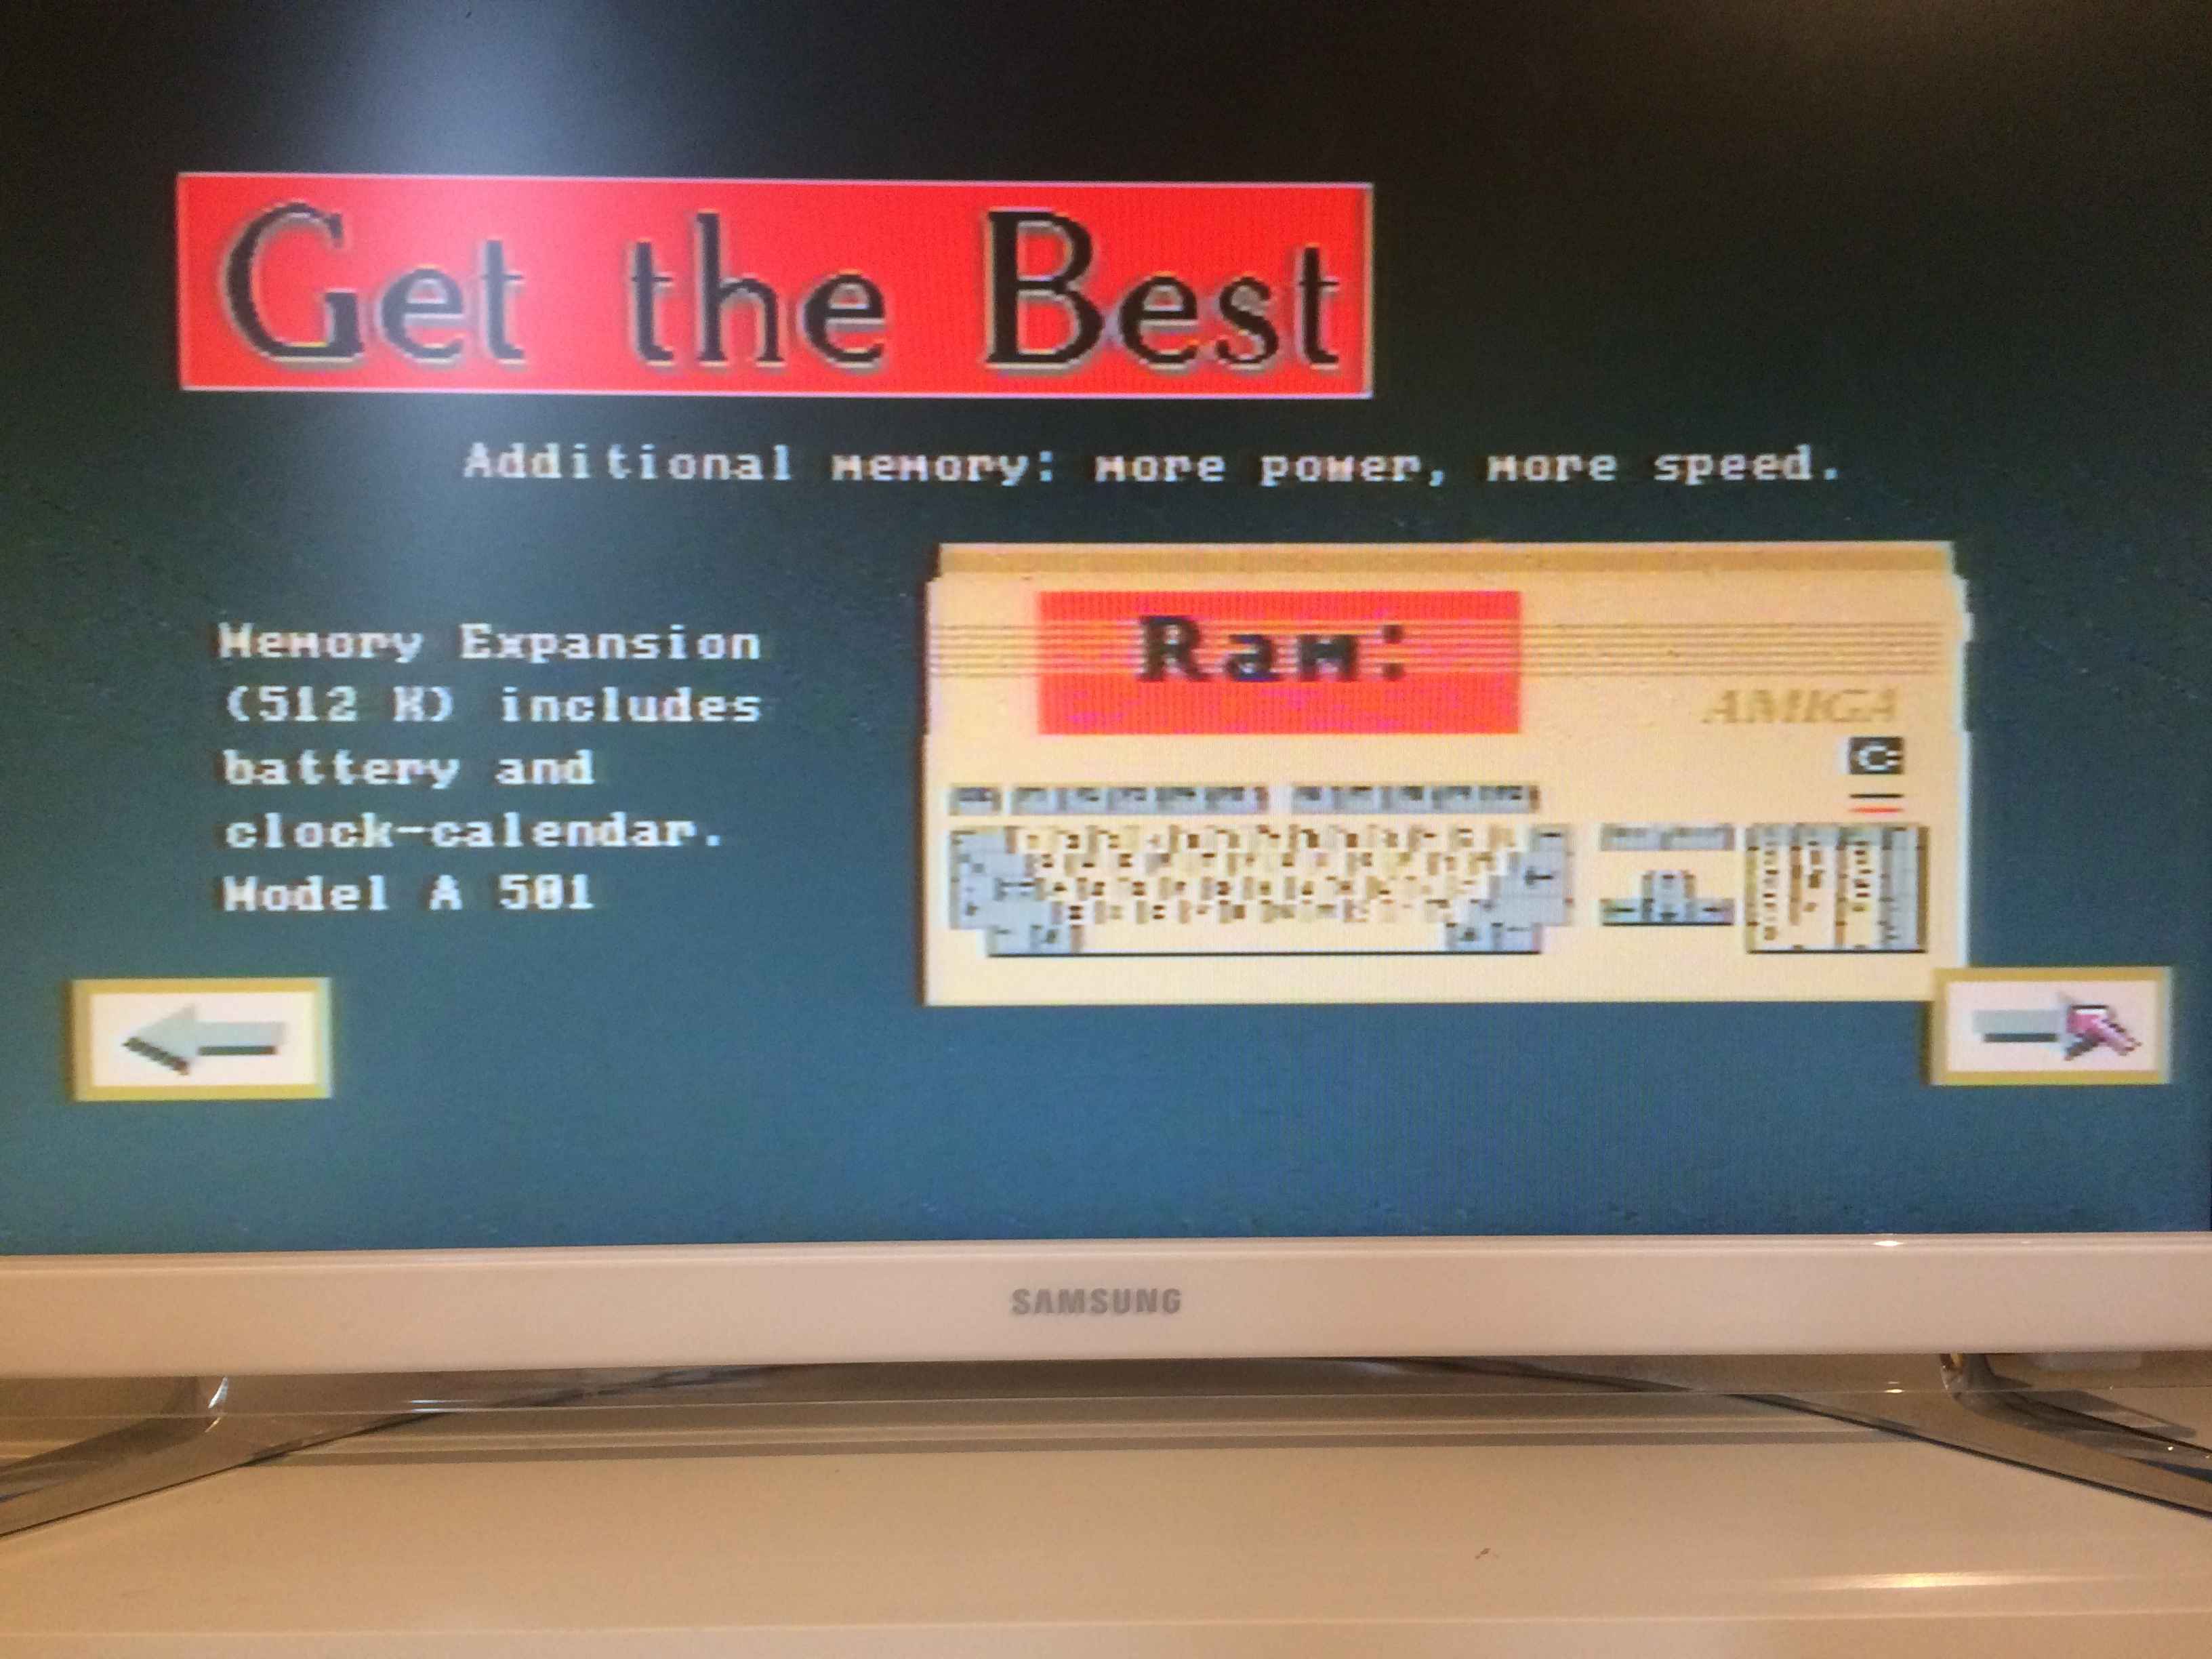 Get the Best
Additional memory: more power, more speed.
Memory Expansion
(512 K) includes
battery and
clock-calendar.
Model A 501
Ram:
AMIGA
C=
SAMSUNG